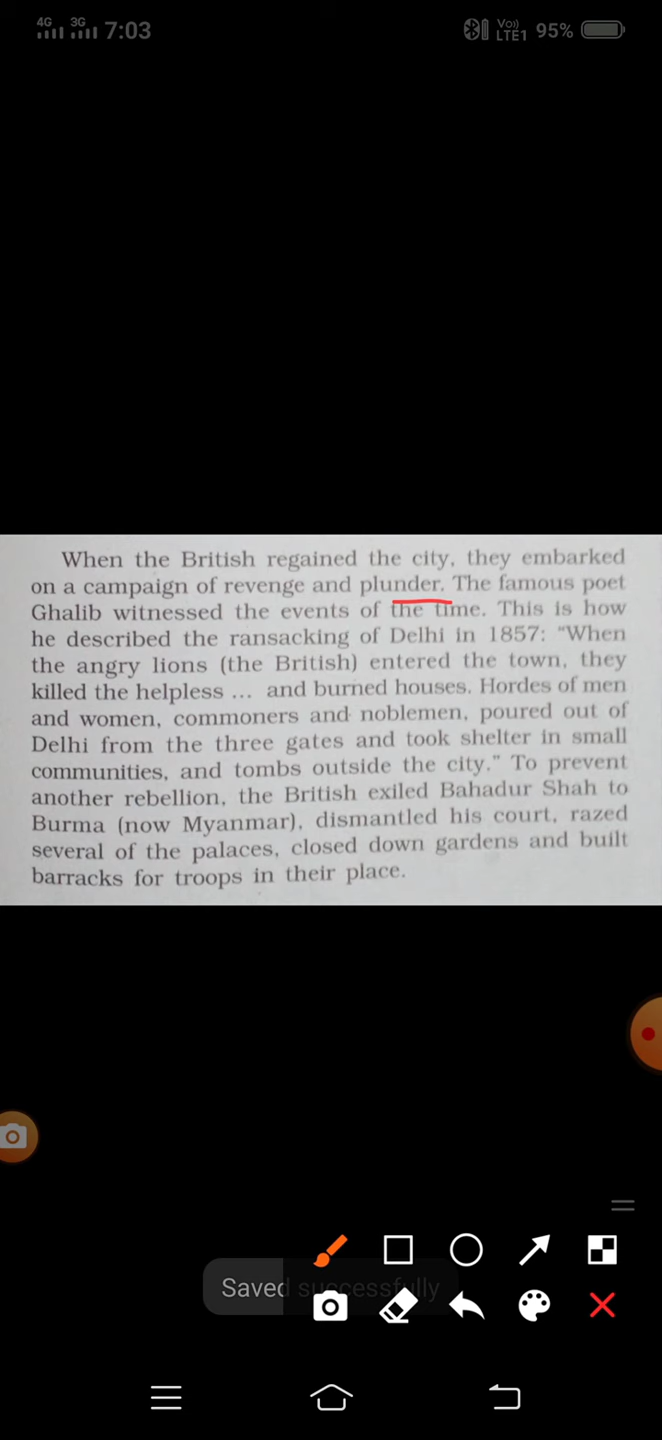 4G 3G 7:03 Vo)) LTE1 95%
When the British regained the city, they embarked
on a campaign of revenge and plunder. The famous poet
Ghalib witnessed the events of the time. This is how
he described the ransacking of Delhi in 1857: “When
the angry lions (the British) entered the town, they
killed the helpless ... and burned houses. Hordes of men
and women, commoners and noblemen, poured out of
Delhi from the three gates and took shelter in small
communities, and tombs outside the city.” To prevent
another rebellion, the British exiled Bahadur Shah to
Burma (now Myanmar), dismantled his court, razed
several of the palaces, closed down gardens and built
barracks for troops in their place.
Saved successfully